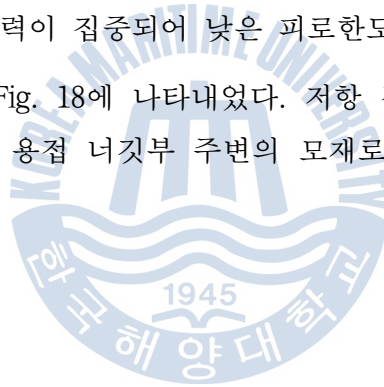 력이 집중되어 낮은 피로한도
Fig. 18에 나타내었다. 저항
용접 너깃부 주변의 모재로
KOREA MARITIME UNIVERSITY
1945
한국해양대학교